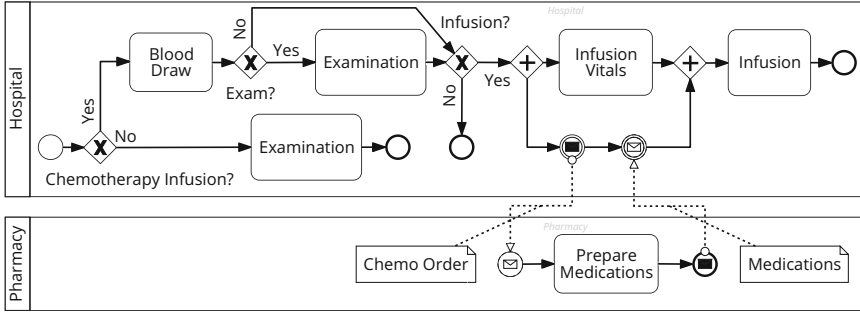 Hospital
No
Infusion?
Hospital
Blood
Draw
Yes
Examination
Infusion
Vitals
Infusion
Yes
Exam?
Yes
No
No
Examination
Chemotherapy Infusion?
Pharmacy
Pharmacy
Chemo Order
Prepare
Medications
Medications